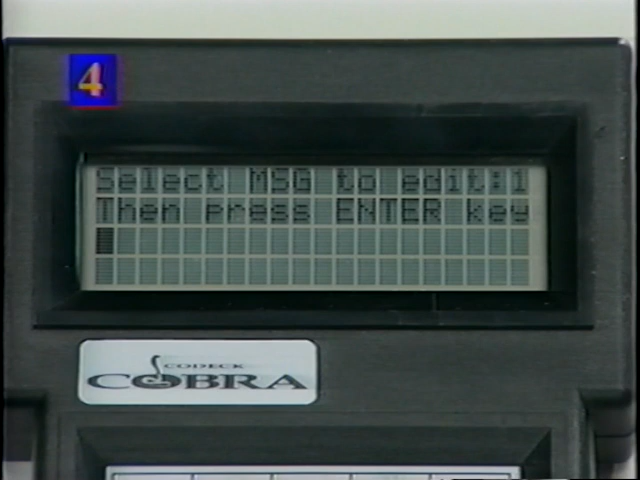 4
Select MSG to edit:1
Then press ENTER key
CODECK
COBRA